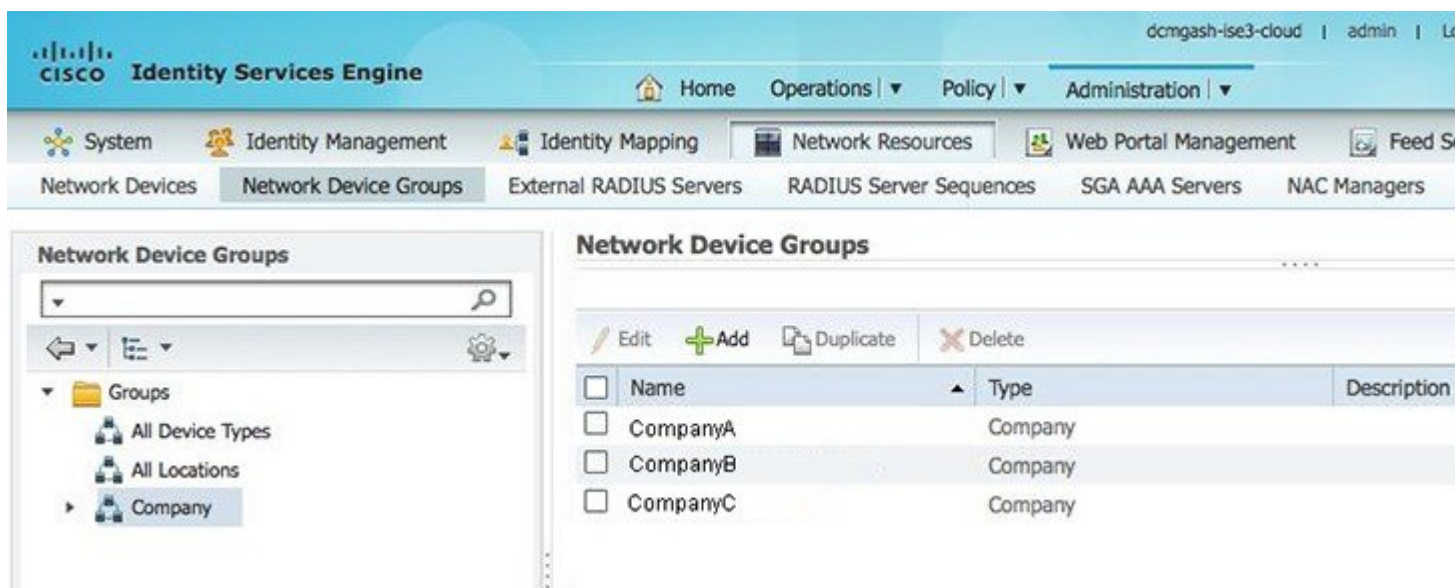 dcmgash-ise3-cloud | admin |
CISCO Identity Services Engine
Home Operations Policy Administration
System Identity Management Identity Mapping Network Resources Web Portal Management Feed
Network Devices Network Device Groups External RADIUS Servers RADIUS Server Sequences SGA AAA Servers NAC Managers
Network Device Groups
Groups
All Device Types
All Locations
Company
Network Device Groups
Edit Add Duplicate Delete
Name Type Description
CompanyA Company
CompanyB Company
CompanyC Company